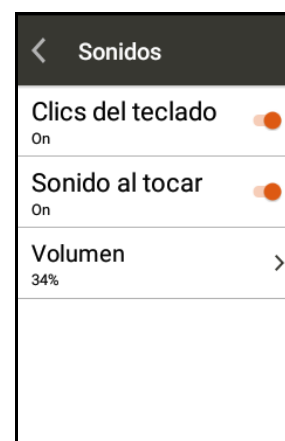 Sonidos
Clics del teclado
On
Sonido al tocar
On
Volumen
34%